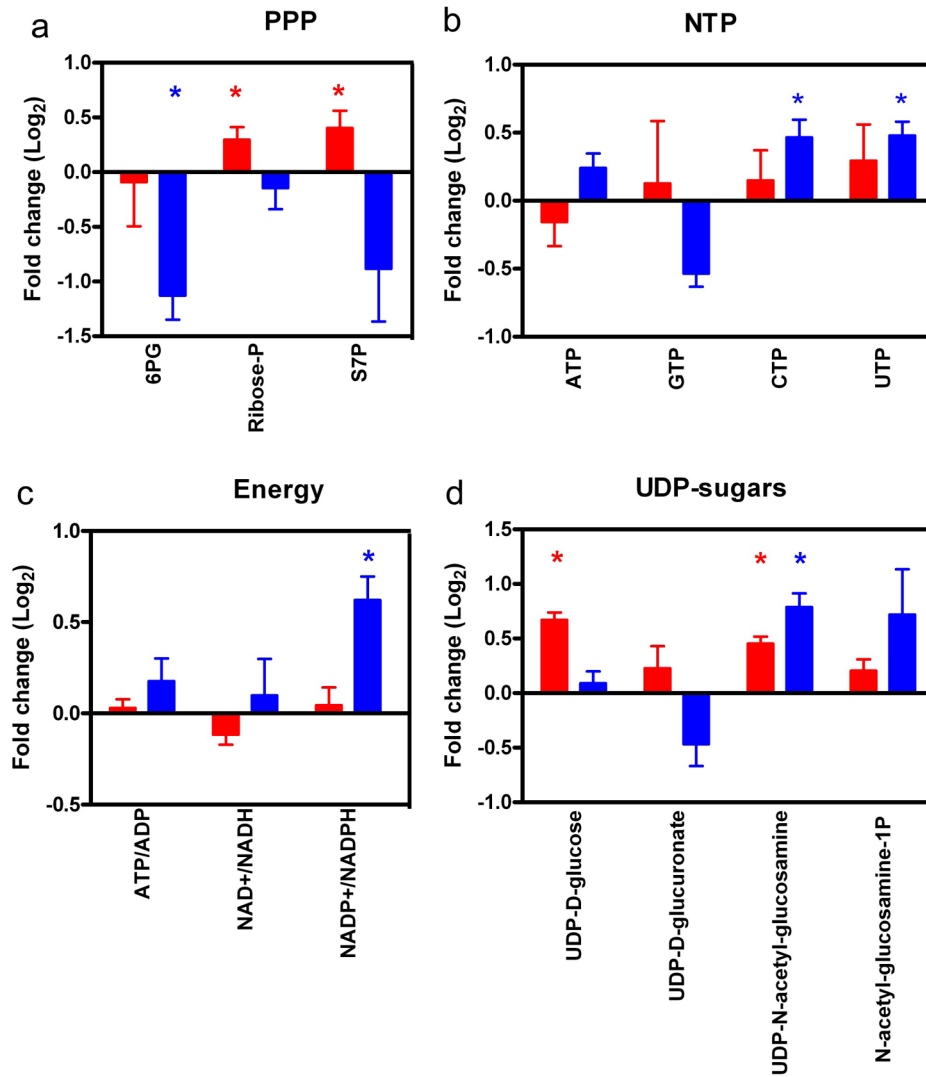 a
PPP
Fold change (Log2)
1.0
0.5
0.0
-0.5
-1.0
-1.5
*
*
*
6PG
Ribose-P
S7P
b
NTP
Fold change (Log2)
1.0
0.5
0.0
-0.5
-1.0
*
*
ATP
GTP
CTP
UTP
c
Energy
Fold change (Log2)
1.0
0.5
0.0
-0.5
*
ATP/ADP
NAD+/NADH
NADP+/NADPH
d
UDP-sugars
Fold change (Log2)
1.5
1.0
0.5
0.0
-0.5
-1.0
*
*
*
UDP-D-glucose
UDP-D-glucuronate
UDP-N-acetyl-glucosamine
N-acetyl-glucosamine-1P